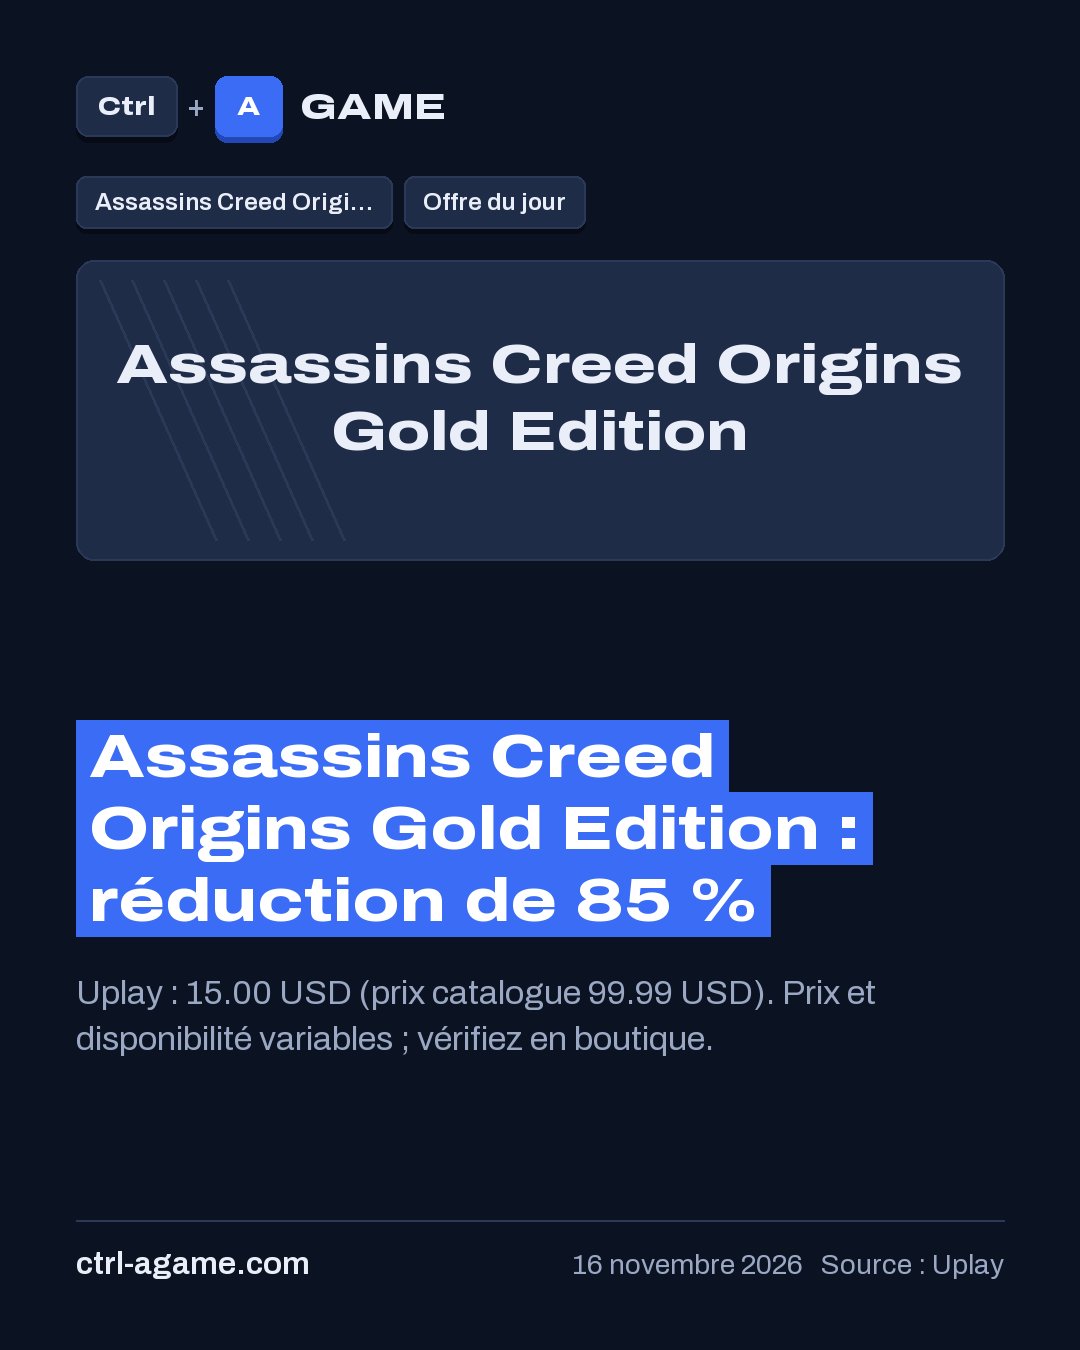 Ctrl + A GAME
Assassins Creed Origi... Offre du jour
Assassins Creed Origins
Gold Edition
Assassins Creed
Origins Gold Edition :
réduction de 85 %
Uplay : 15.00 USD (prix catalogue 99.99 USD). Prix et
disponibilité variables ; vérifiez en boutique.
ctrl-agame.com 16 novembre 2026 Source : Uplay